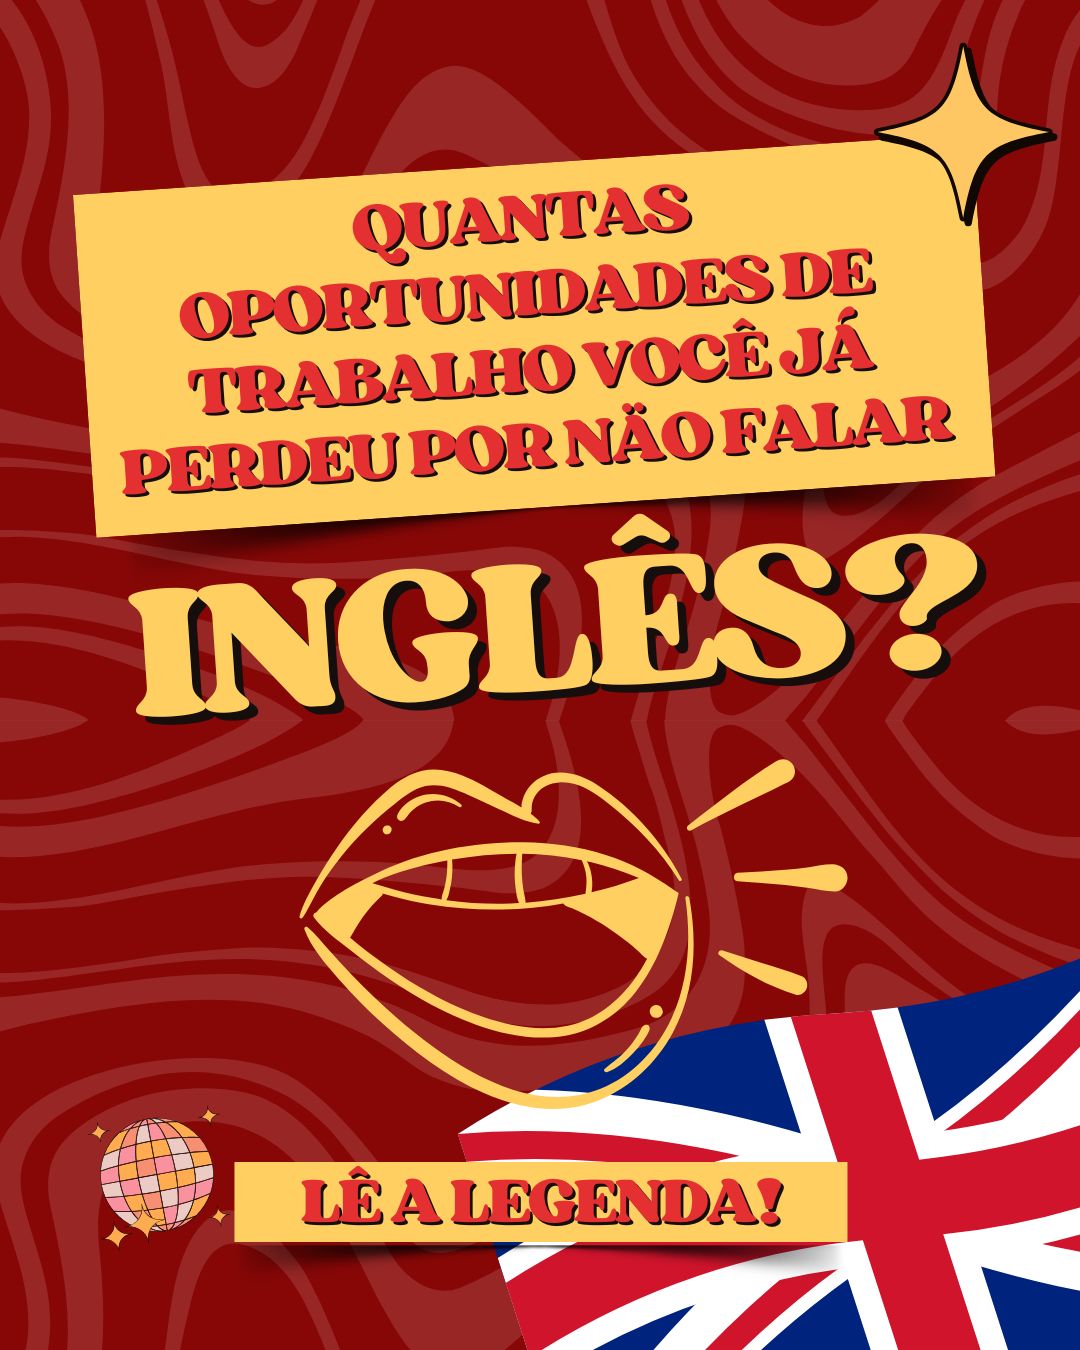 QUANTAS
OPORTUNIDADES DE
TRABALHO VOCÊ JÁ
PERDEU POR NÄO FALAR
INGLÊS?
LÊ A LEGENDA!